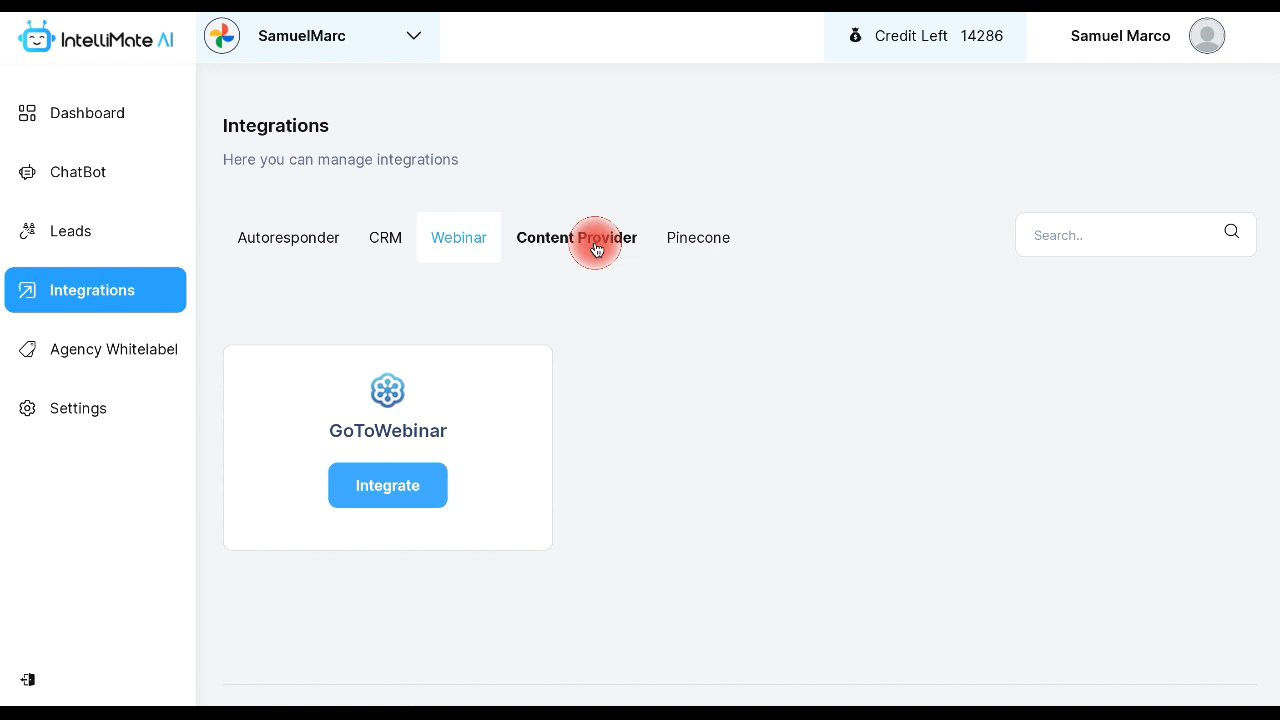 IntelliMate AI
SamuelMarc
Credit Left 14286
Samuel Marco
Dashboard
ChatBot
Leads
Integrations
Agency Whitelabel
Settings
Integrations
Here you can manage integrations
Autoresponder CRM Webinar Content Provider Pinecone
Search..
GoToWebinar
Integrate